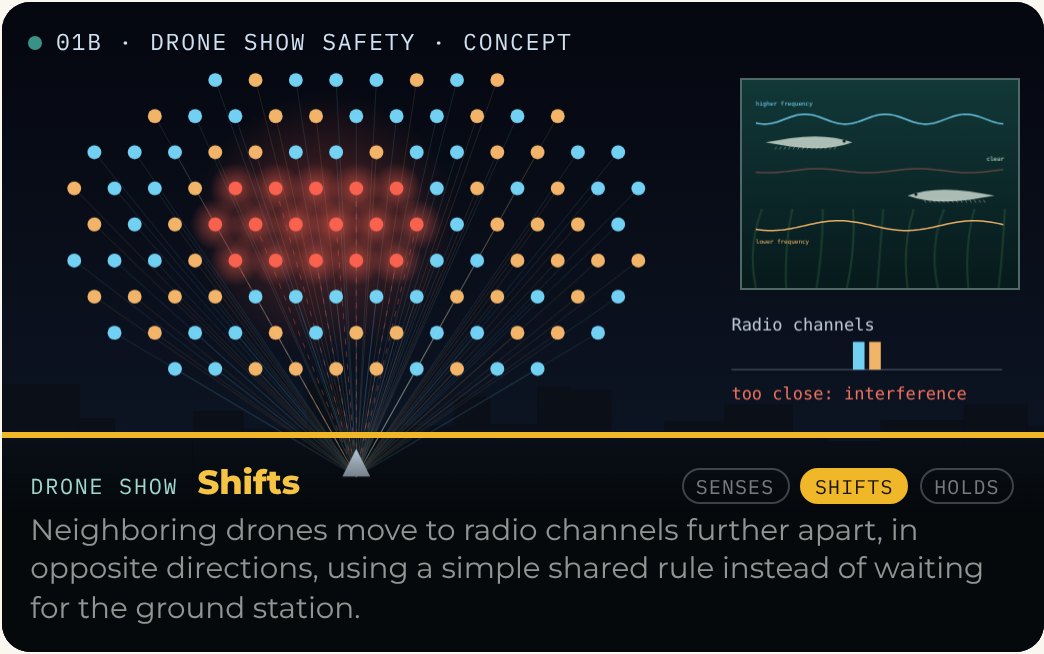 01B · DRONE SHOW SAFETY · CONCEPT
higher frequency
clear
lower frequency
Radio channels
too close: interference
DRONE SHOW Shifts
SENSES SHIFTS HOLDS
Neighboring drones move to radio channels further apart, in
opposite directions, using a simple shared rule instead of waiting
for the ground station.